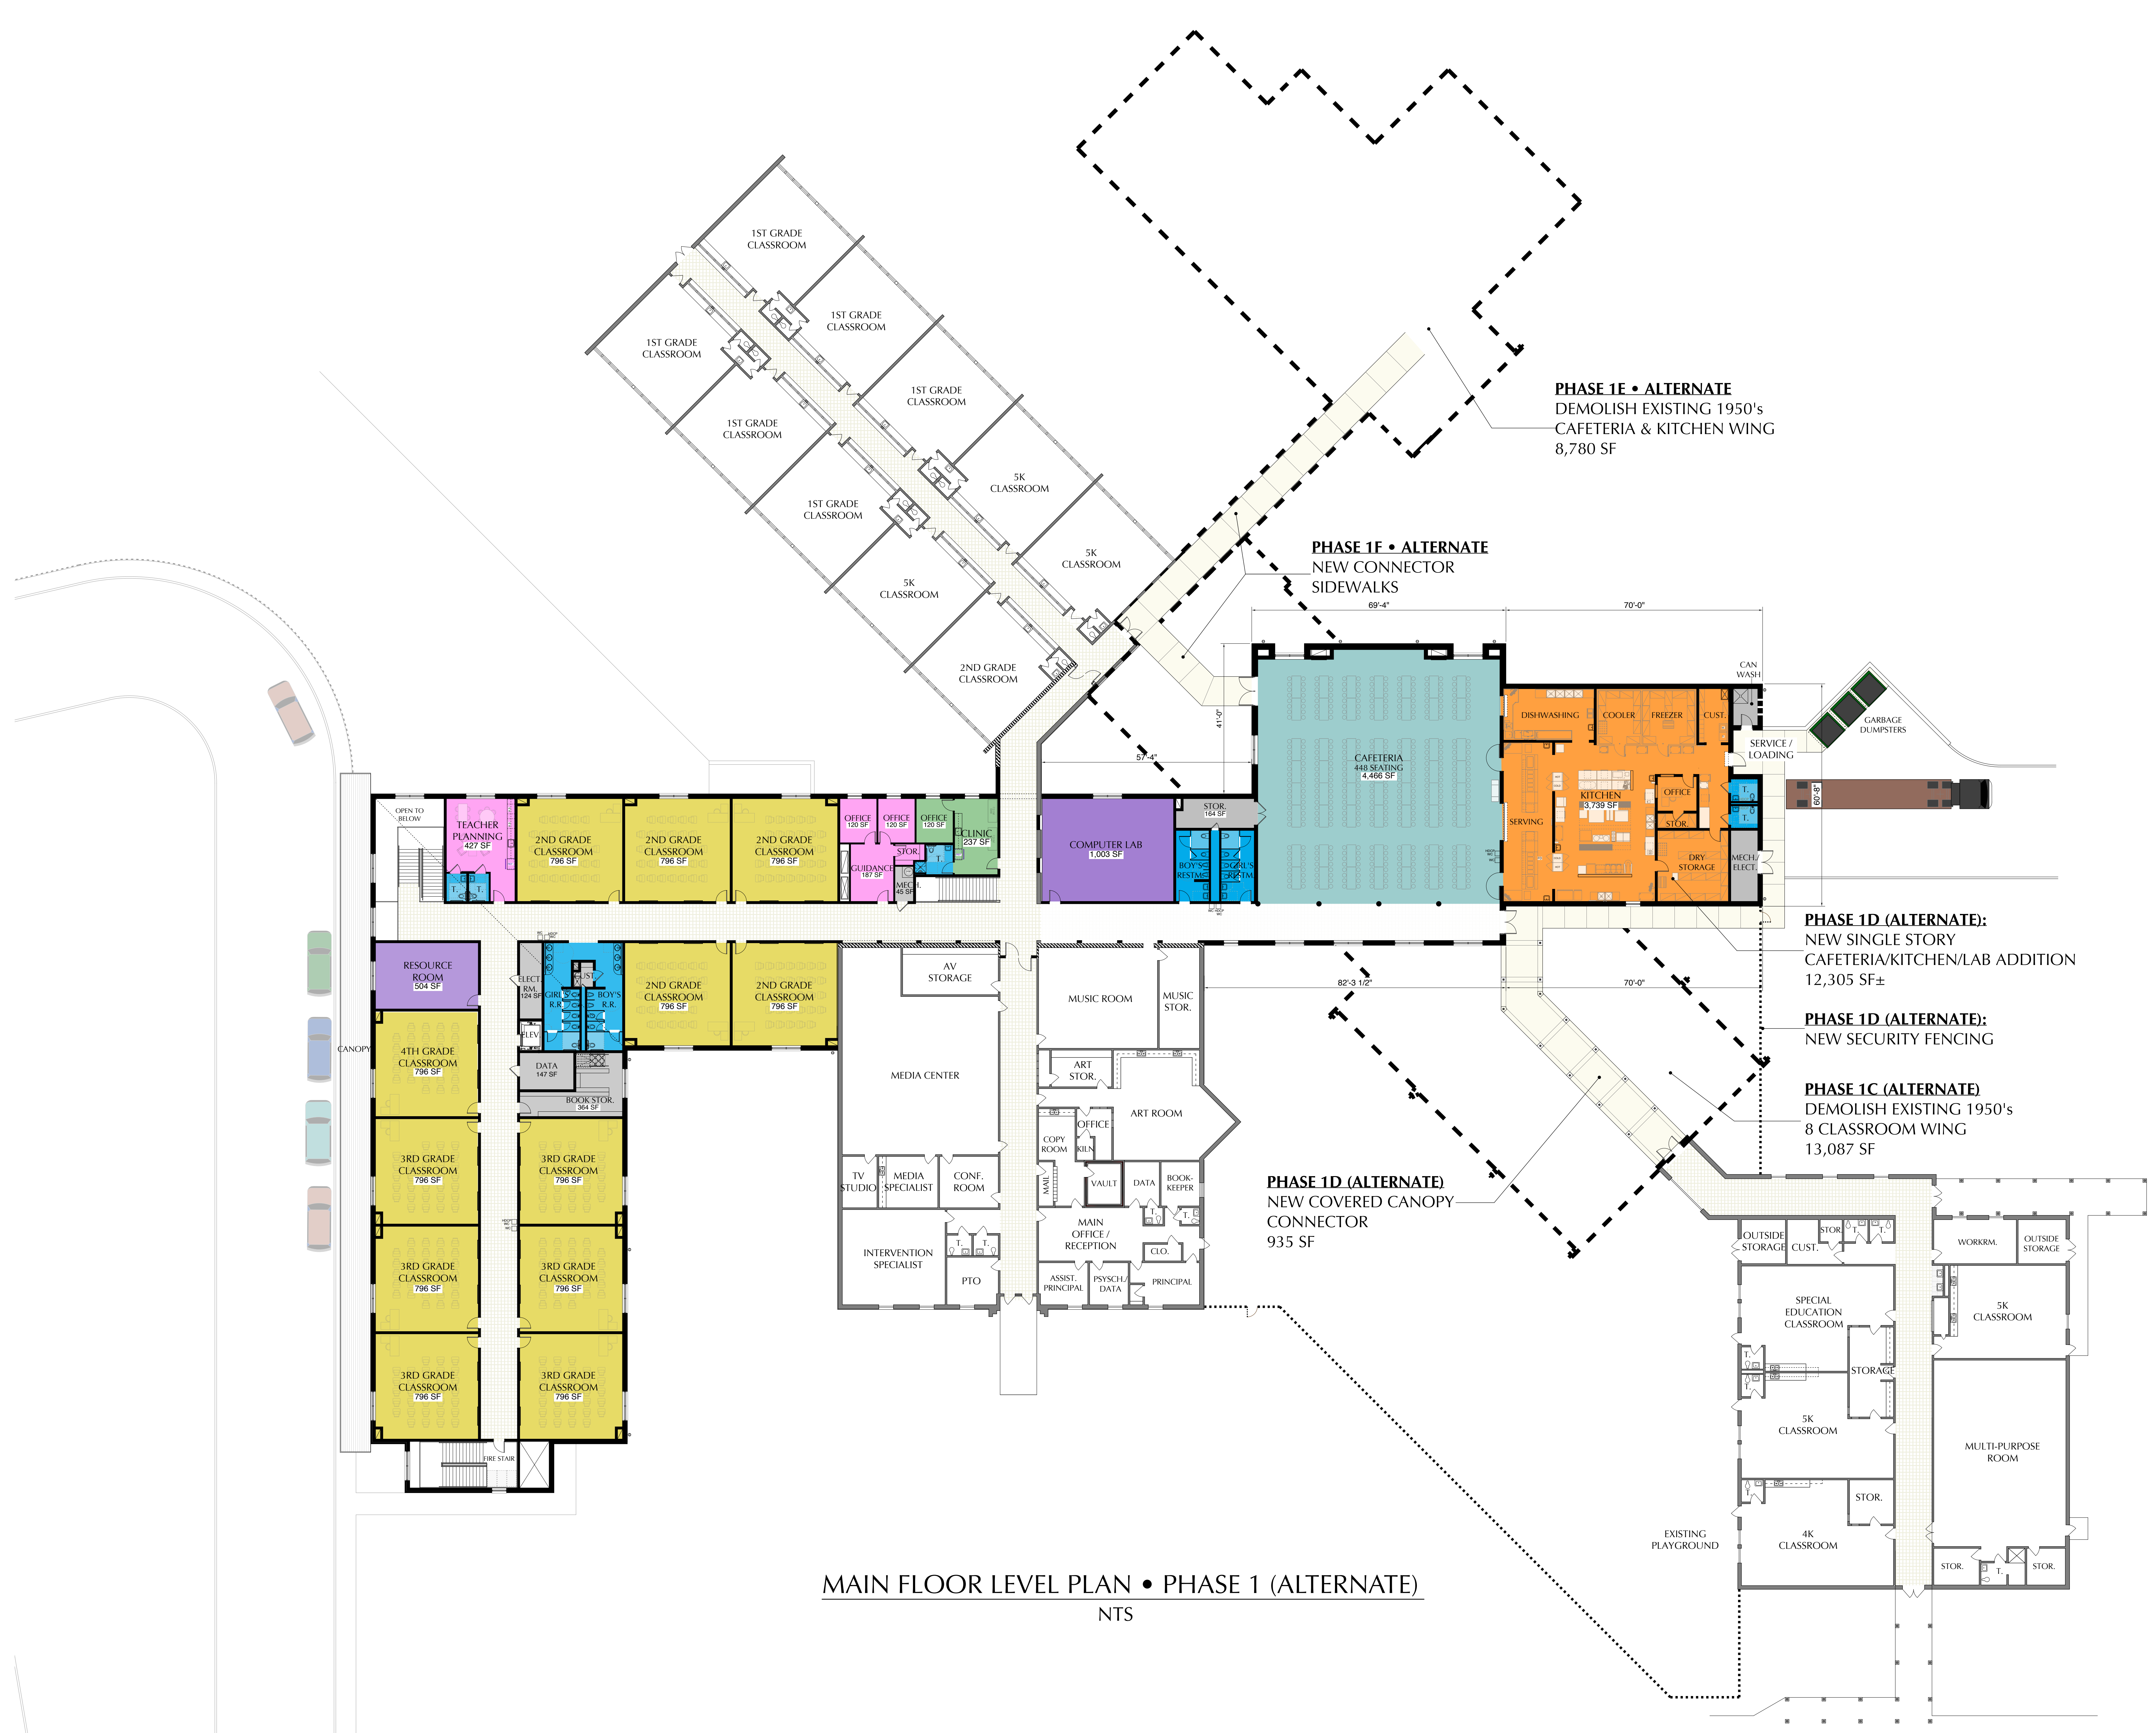 1ST GRADE
CLASSROOM
1ST GRADE
CLASSROOM
1ST GRADE
CLASSROOM
1ST GRADE
CLASSROOM
1ST GRADE
CLASSROOM
1ST GRADE
CLASSROOM
5K
CLASSROOM
5K
CLASSROOM
5K
CLASSROOM
2ND GRADE
CLASSROOM
PHASE 1E • ALTERNATE
DEMOLISH EXISTING 1950's
CAFETERIA & KITCHEN WING
8,780 SF
PHASE 1F • ALTERNATE
NEW CONNECTOR
SIDEWALKS
69'-4"
70'-0"
41'-0"
57'-4"
60'-8"
CAN
WASH
GARBAGE
DUMPSTERS
SERVICE /
LOADING
DISHWASHING
COOLER
FREEZER
CUST.
CAFETERIA
448 SEATING
4,466 SF
KITCHEN
3,739 SF
OFFICE
STOR.
SERVING
DRY
STORAGE
MECH./
ELECT.
T.
T.
OPEN TO
BELOW
TEACHER
PLANNING
427 SF
T.
T.
2ND GRADE
CLASSROOM
796 SF
2ND GRADE
CLASSROOM
796 SF
2ND GRADE
CLASSROOM
796 SF
OFFICE
120 SF
OFFICE
120 SF
OFFICE
120 SF
CLINIC
237 SF
STOR.
T.
GUIDANCE
187 SF
MECH.
45 SF
COMPUTER LAB
1,003 SF
STOR.
164 SF
BOY'S
RESTM.
GIRL'S
RESTM.
RESOURCE
ROOM
504 SF
ELECT.
RM.
124 SF
CUST.
GIRL'S
R.R.
BOY'S
R.R.
ELEV.
2ND GRADE
CLASSROOM
796 SF
2ND GRADE
CLASSROOM
796 SF
CANOPY
4TH GRADE
CLASSROOM
796 SF
DATA
147 SF
BOOK STOR.
364 SF
3RD GRADE
CLASSROOM
796 SF
3RD GRADE
CLASSROOM
796 SF
3RD GRADE
CLASSROOM
796 SF
3RD GRADE
CLASSROOM
796 SF
3RD GRADE
CLASSROOM
796 SF
3RD GRADE
CLASSROOM
796 SF
FIRE STAIR
AV
STORAGE
MEDIA CENTER
TV
STUDIO
MEDIA
SPECIALIST
CONF.
ROOM
INTERVENTION
SPECIALIST
T.
T.
PTO
MUSIC ROOM
MUSIC
STOR.
ART
STOR.
ART ROOM
OFFICE
KILN
COPY
ROOM
MAIL
VAULT
DATA
BOOK-
KEEPER
T.
T.
MAIN
OFFICE /
RECEPTION
CLO.
ASSIST.
PRINCIPAL
PSYSCH./
DATA
PRINCIPAL
82'-3 1/2"
70'-0"
PHASE 1D (ALTERNATE):
NEW SINGLE STORY
CAFETERIA/KITCHEN/LAB ADDITION
12,305 SF±
PHASE 1D (ALTERNATE):
NEW SECURITY FENCING
PHASE 1C (ALTERNATE)
DEMOLISH EXISTING 1950's
8 CLASSROOM WING
13,087 SF
PHASE 1D (ALTERNATE)
NEW COVERED CANOPY
CONNECTOR
935 SF
OUTSIDE
STORAGE
CUST.
STOR.
T.
T.
WORKRM.
OUTSIDE
STORAGE
SPECIAL
EDUCATION
CLASSROOM
5K
CLASSROOM
T.
STORAGE
T.
5K
CLASSROOM
MULTI-PURPOSE
ROOM
T.
STOR.
4K
CLASSROOM
EXISTING
PLAYGROUND
STOR.
T.
STOR.
MAIN FLOOR LEVEL PLAN • PHASE 1 (ALTERNATE)
NTS